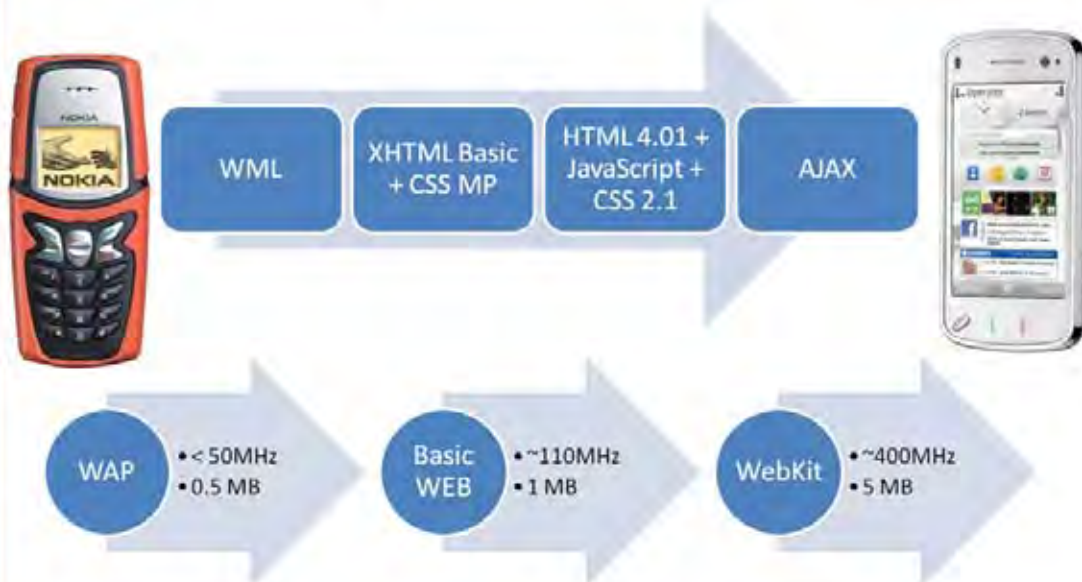 NOKIA
NOKIA
WML
XHTML Basic
+ CSS MP
HTML 4.01 +
JavaScript +
CSS 2.1
AJAX
WAP
• < 50MHz
• 0.5 MB
Basic
WEB
• ~110MHz
• 1 MB
WebKit
• ~400MHz
• 5 MB